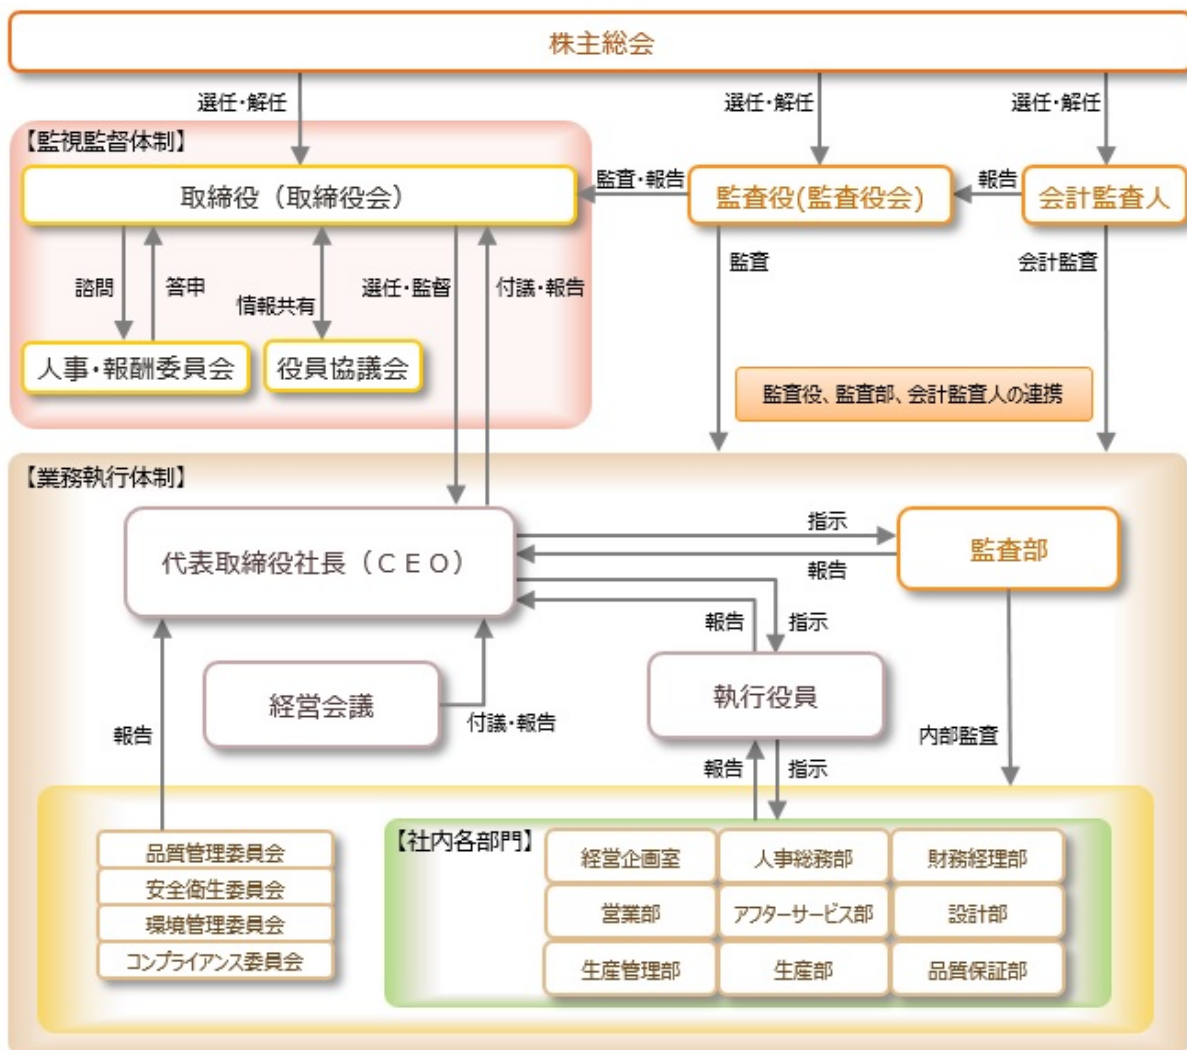 株主総会
選任・解任
選任・解任
選任・解任
【監視監督体制】
取締役（取締役会）
監査・報告
監査役(監査役会)
報告
会計監査人
諮問
答申
情報共有
選任・監督
付議・報告
監査
会計監査
人事・報酬委員会
役員協議会
監査役、監査部、会計監査人の連携
【業務執行体制】
代表取締役社長（ＣＥＯ）
指示
報告
監査部
報告
指示
経営会議
付議・報告
執行役員
報告
内部監査
報告
指示
品質管理委員会
安全衛生委員会
環境管理委員会
コンプライアンス委員会
【社内各部門】
経営企画室
人事総務部
財務経理部
営業部
アフターサービス部
設計部
生産管理部
生産部
品質保証部